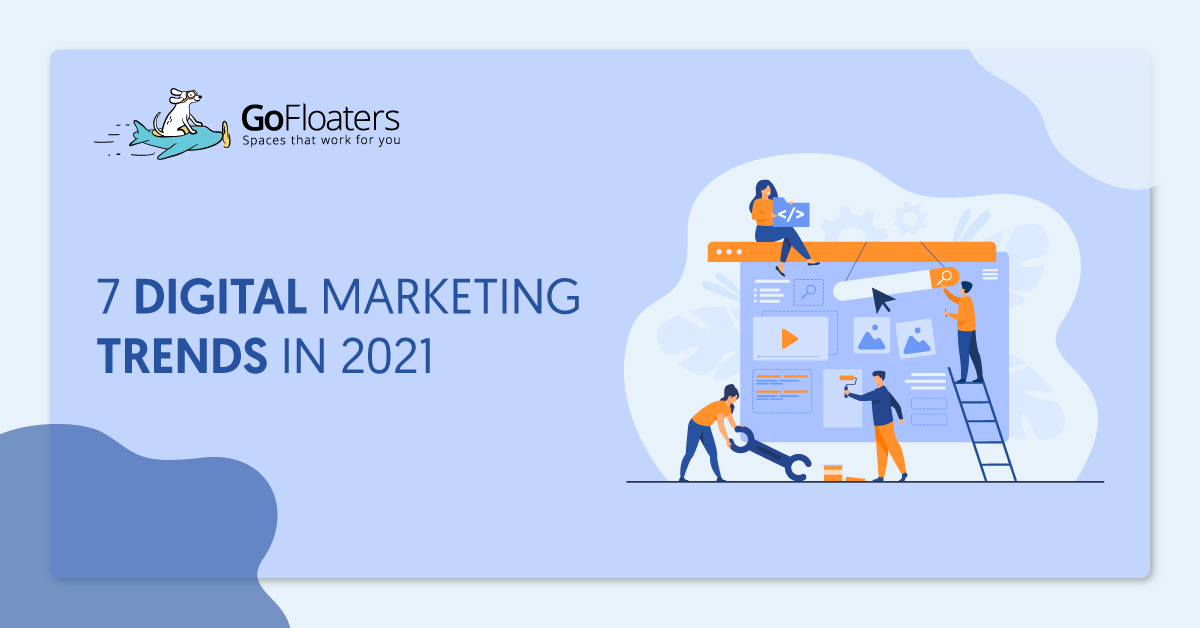 GoFloaters
Spaces that work for you
7 DIGITAL MARKETING
TRENDS IN 2021
</>